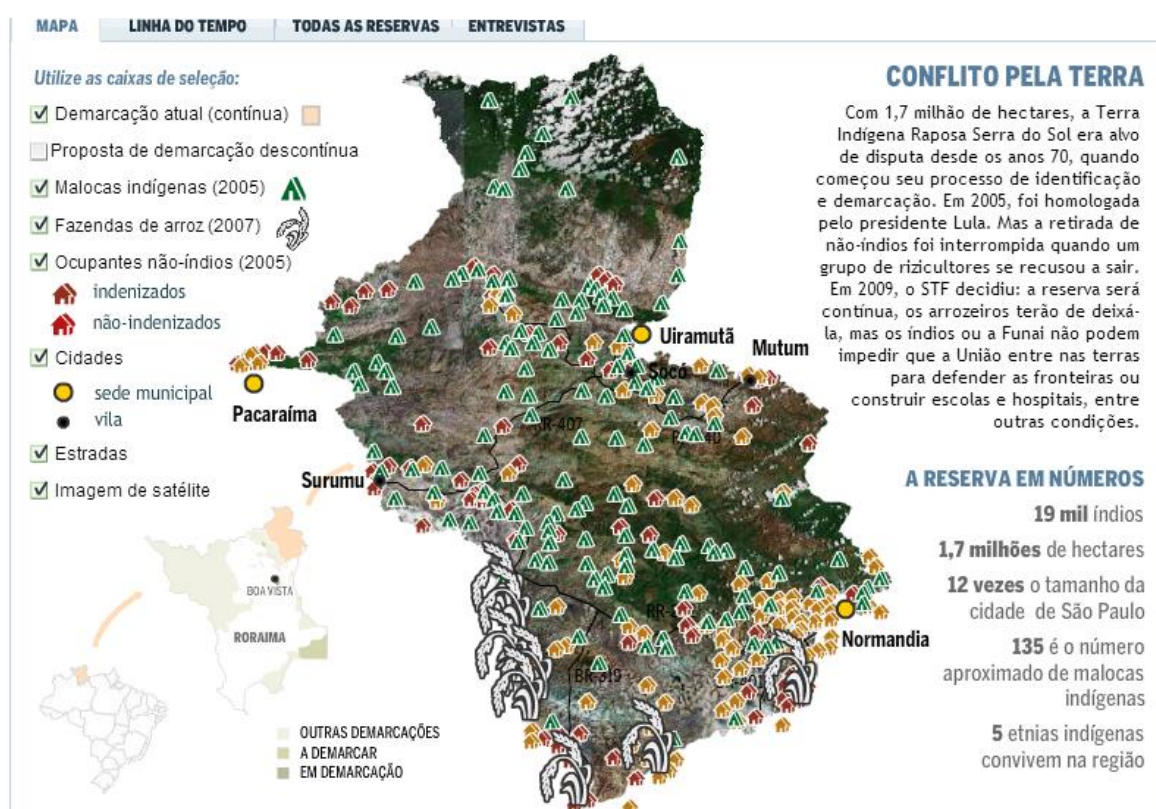 MAPA
LINHA DO TEMPO
TODAS AS RESERVAS
ENTREVISTAS
Utilize as caixas de seleção:
Demarcação atual (contínua)
Proposta de demarcação descontínua
Malocas indígenas (2005)
Fazendas de arroz (2007)
Ocupantes não-índios (2005)
indenizados
não-indenizados
Cidades
sede municipal
vila
Estradas
Imagem de satélite
CONFLITO PELA TERRA
Com 1,7 milhão de hectares, a Terra
Indígena Raposa Serra do Sol era alvo
de disputa desde os anos 70, quando
começou seu processo de identificação
e demarcação. Em 2005, foi homologada
pelo presidente Lula. Mas a retirada de
não-índios foi interrompida quando um
grupo de rizicultores se recusou a sair.
Em 2009, o STF decidiu: a reserva será
contínua, os arrozeiros terão de deixá-
la, mas os índios ou a Funai não podem
impedir que a União entre nas terras
para defender as fronteiras ou
construir escolas e hospitais, entre
outras condições.
A RESERVA EM NÚMEROS
19 mil índios
1,7 milhões de hectares
12 vezes o tamanho da
cidade de São Paulo
135 é o número
aproximado de malocas
indígenas
5 etnias indígenas
convivem na região
Uiramutã
Mutum
Socó
Pacaraíma
Surumu
Normandia
BR-319
BOA VISTA
RORAIMA
OUTRAS DEMARCAÇÕES
A DEMARCAR
EM DEMARCAÇÃO